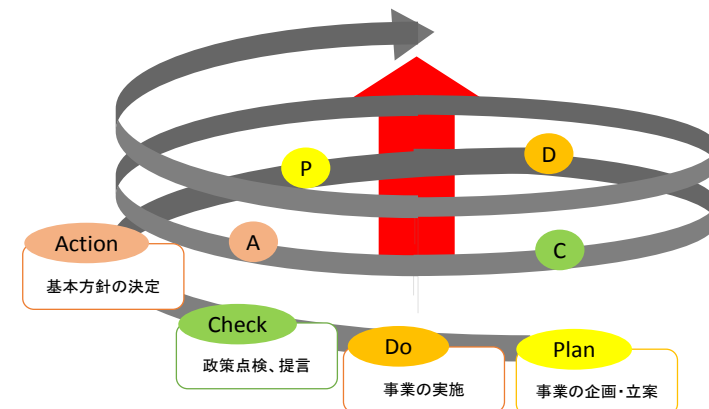 P
D
A
C
Action
基本方針の決定
Check
政策点検、提言
Do
事業の実施
Plan
事業の企画・立案